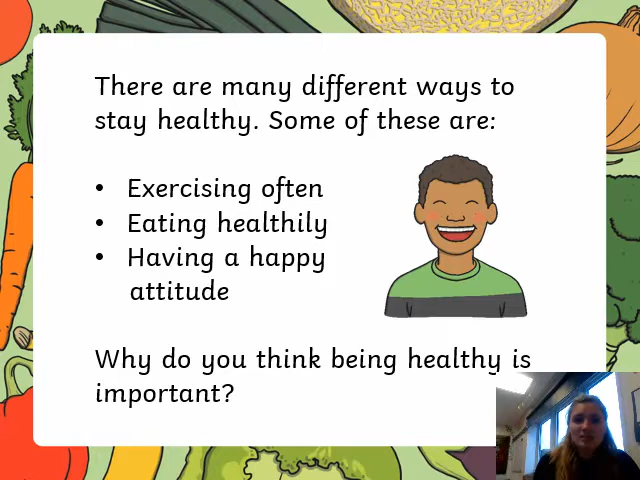 There are many different ways to
stay healthy. Some of these are:
• Exercising often
• Eating healthily
• Having a happy
attitude
Why do you think being healthy is
important?